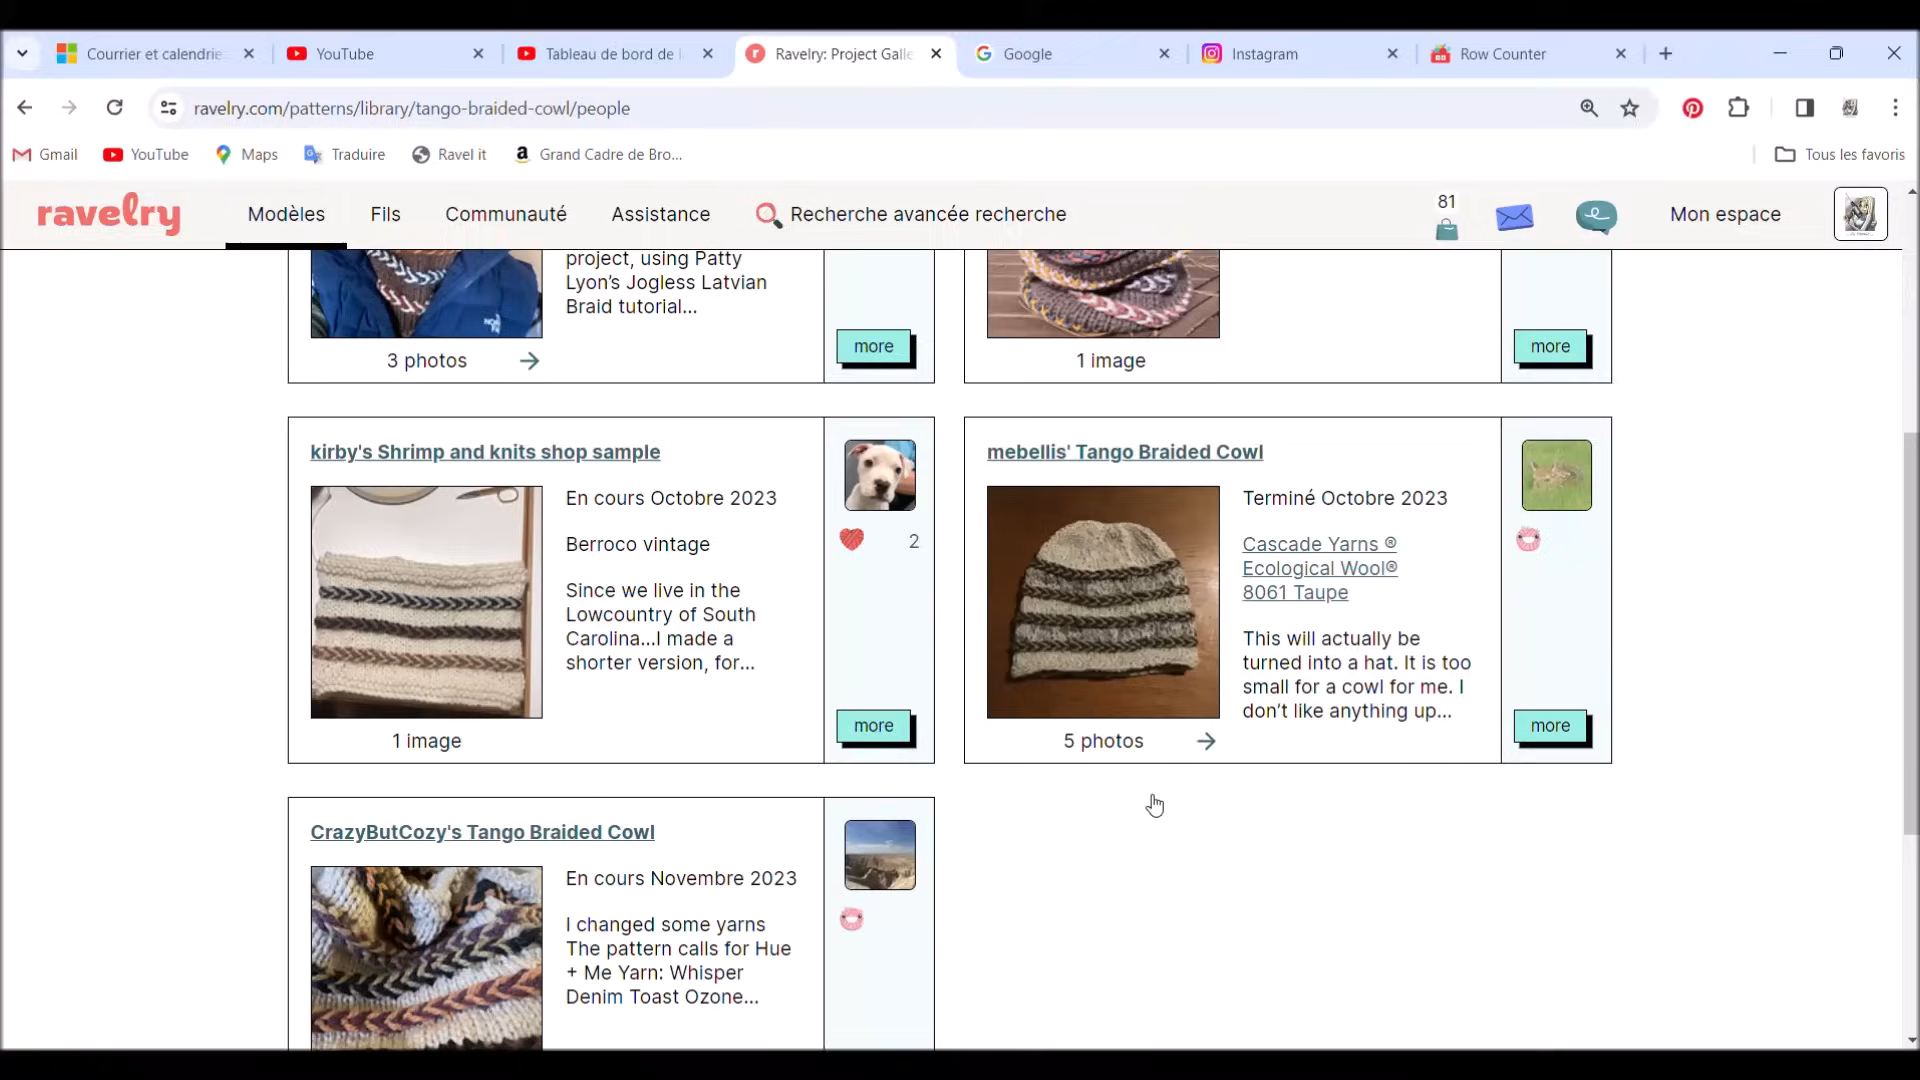 Courrier et calendrie
YouTube
Tableau de bord de l
Ravelry: Project Galle
Google
Instagram
Row Counter
ravelry.com/patterns/library/tango-braided-cowl/people
Gmail
YouTube
Maps
Traduire
Ravel it
Grand Cadre de Bro...
Tous les favoris
ravelry
Modèles
Fils
Communauté
Assistance
Recherche avancée recherche
81
Mon espace
project, using Patty
Lyon’s Jogless Latvian
Braid tutorial...
3 photos
more
1 image
more
kirby's Shrimp and knits shop sample
En cours Octobre 2023
Berroco vintage
Since we live in the
Lowcountry of South
Carolina...I made a
shorter version, for...
2
1 image
more
mebellis' Tango Braided Cowl
Terminé Octobre 2023
Cascade Yarns ®
Ecological Wool®
8061 Taupe
This will actually be
turned into a hat. It is too
small for a cowl for me. I
don’t like anything up...
5 photos
more
CrazyButCozy's Tango Braided Cowl
En cours Novembre 2023
I changed some yarns
The pattern calls for Hue
+ Me Yarn: Whisper
Denim Toast Ozone...